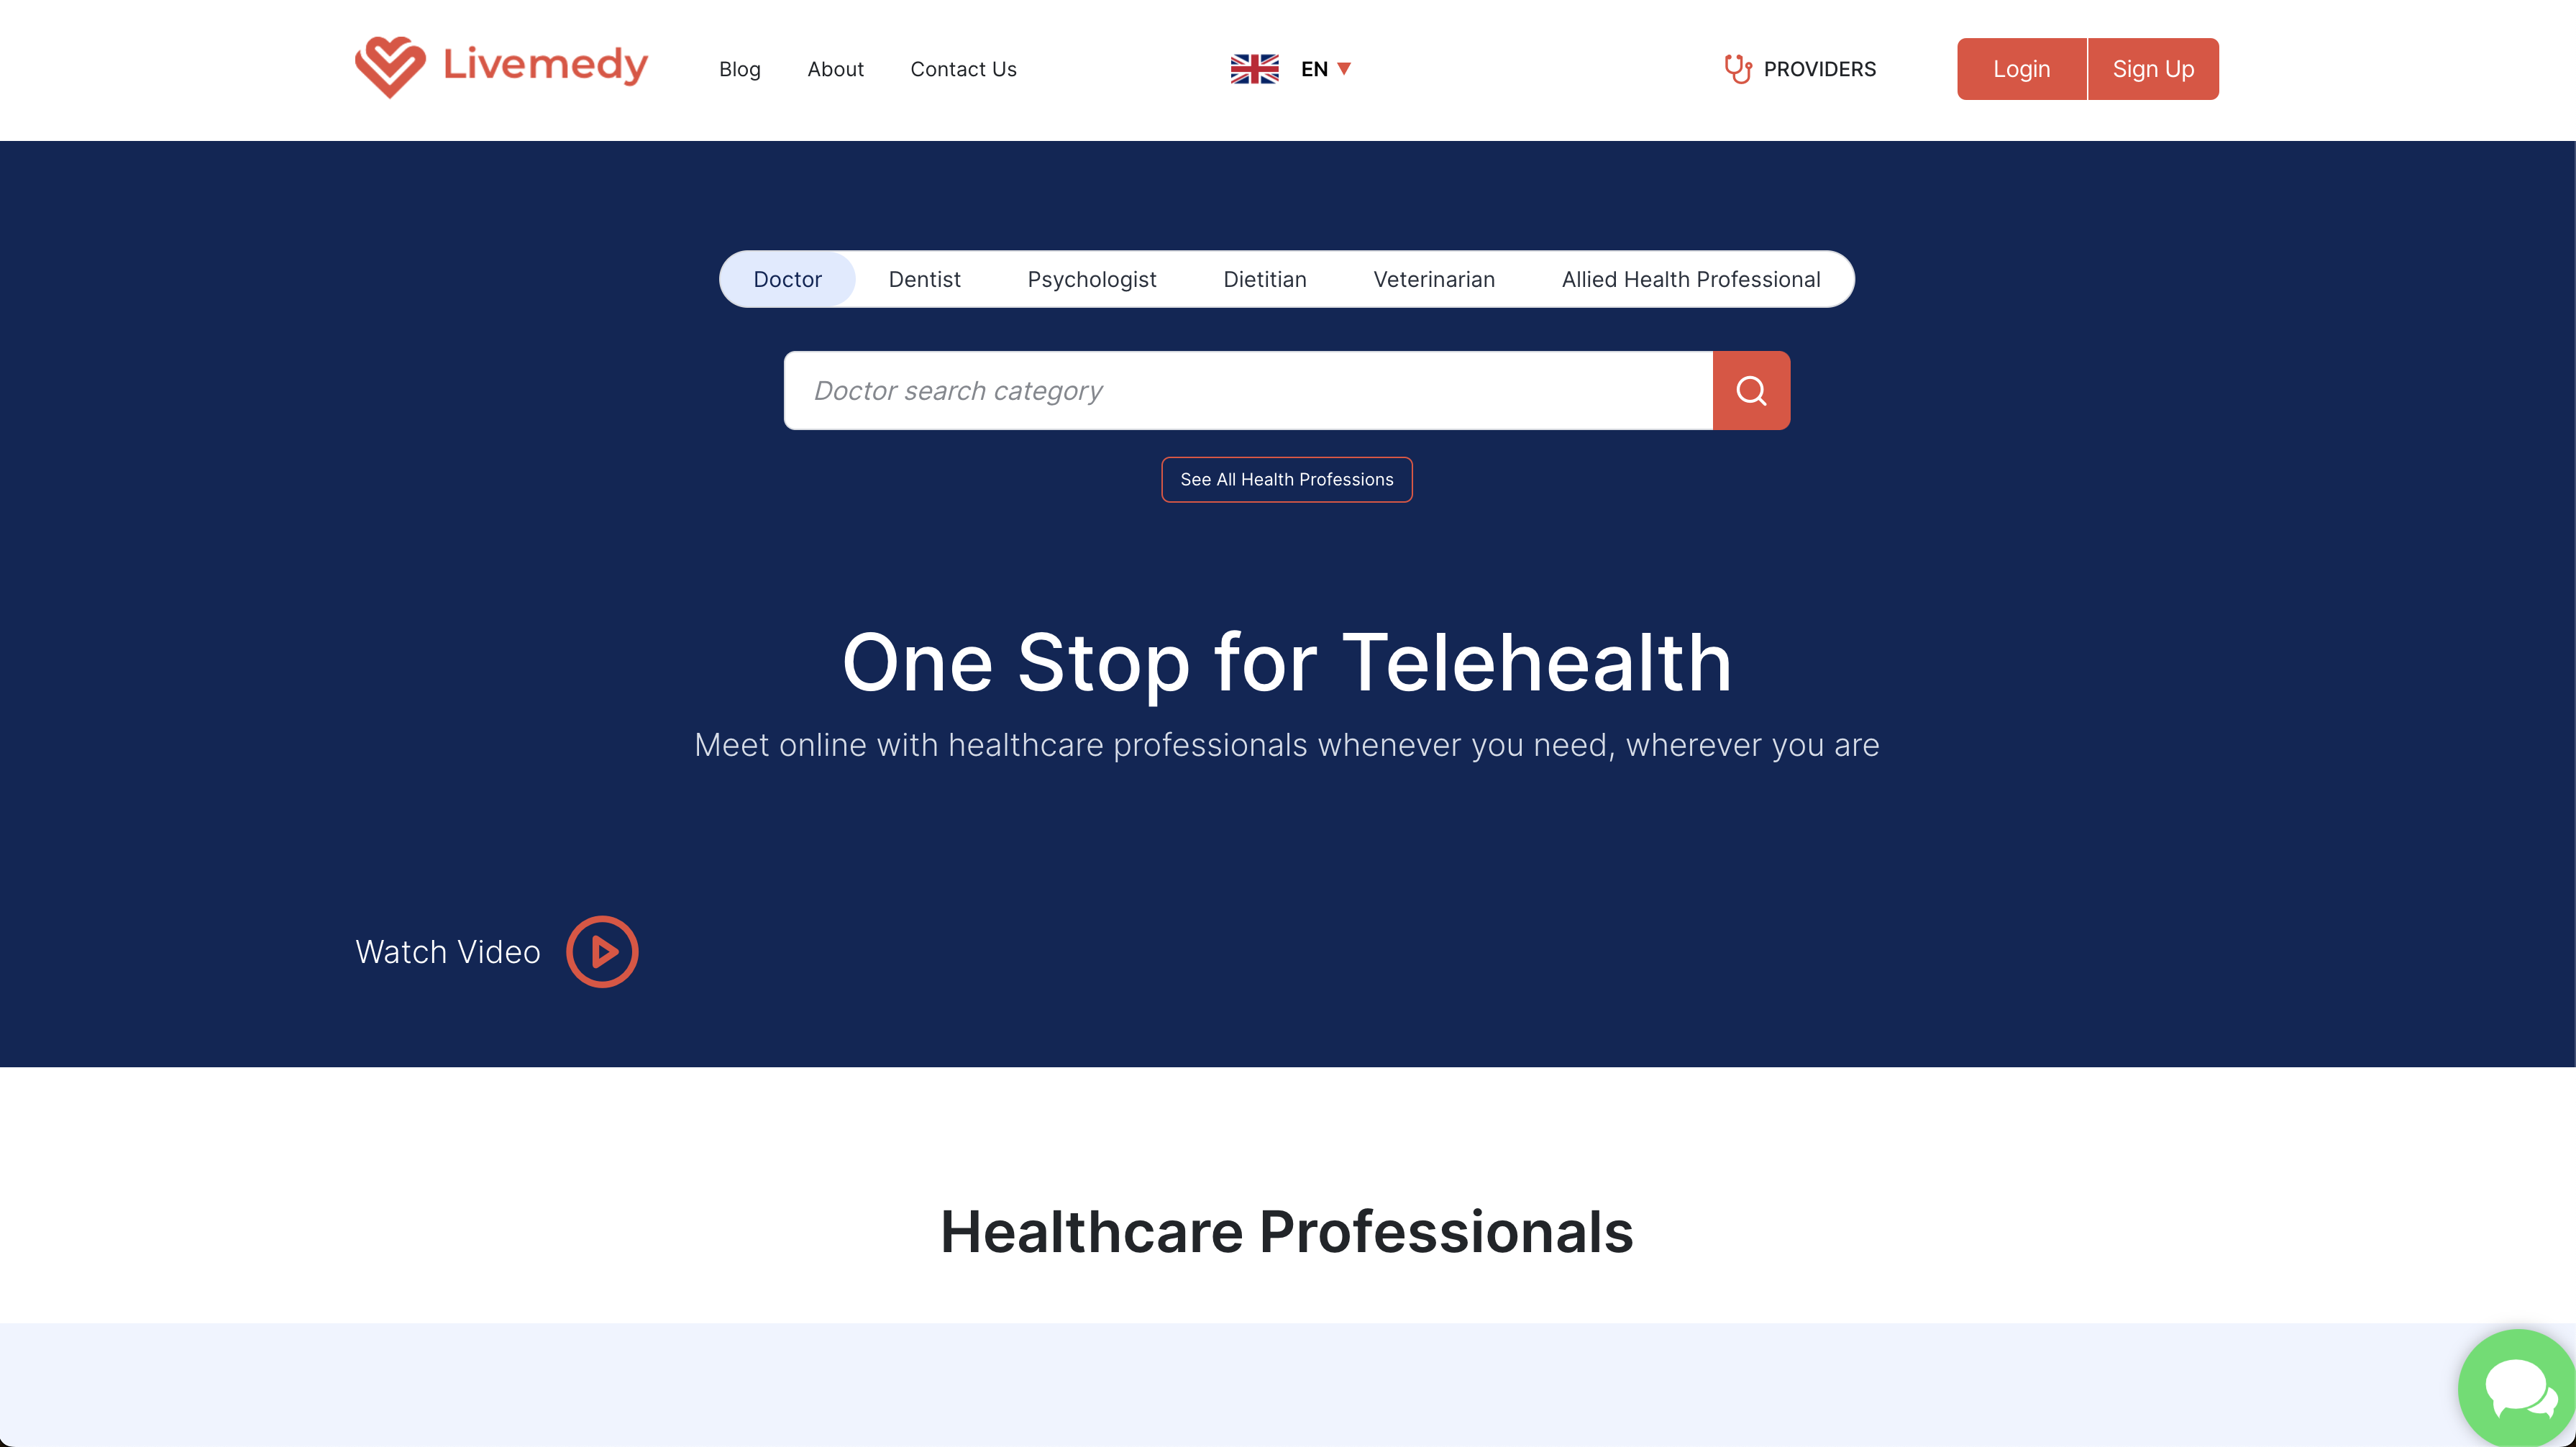 Livemedy
Blog About Contact Us EN PROVIDERS Login Sign Up
Doctor Dentist Psychologist Dietitian Veterinarian Allied Health Professional
Doctor search category
See All Health Professions
One Stop for Telehealth
Meet online with healthcare professionals whenever you need, wherever you are
Watch Video
Healthcare Professionals